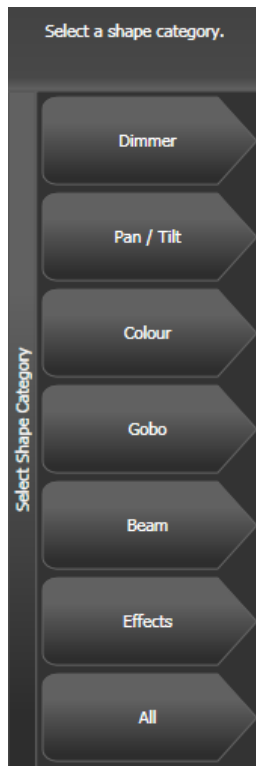 Select a shape category.
Select Shape Category
Dimmer
Pan / Tilt
Colour
Gobo
Beam
Effects
All